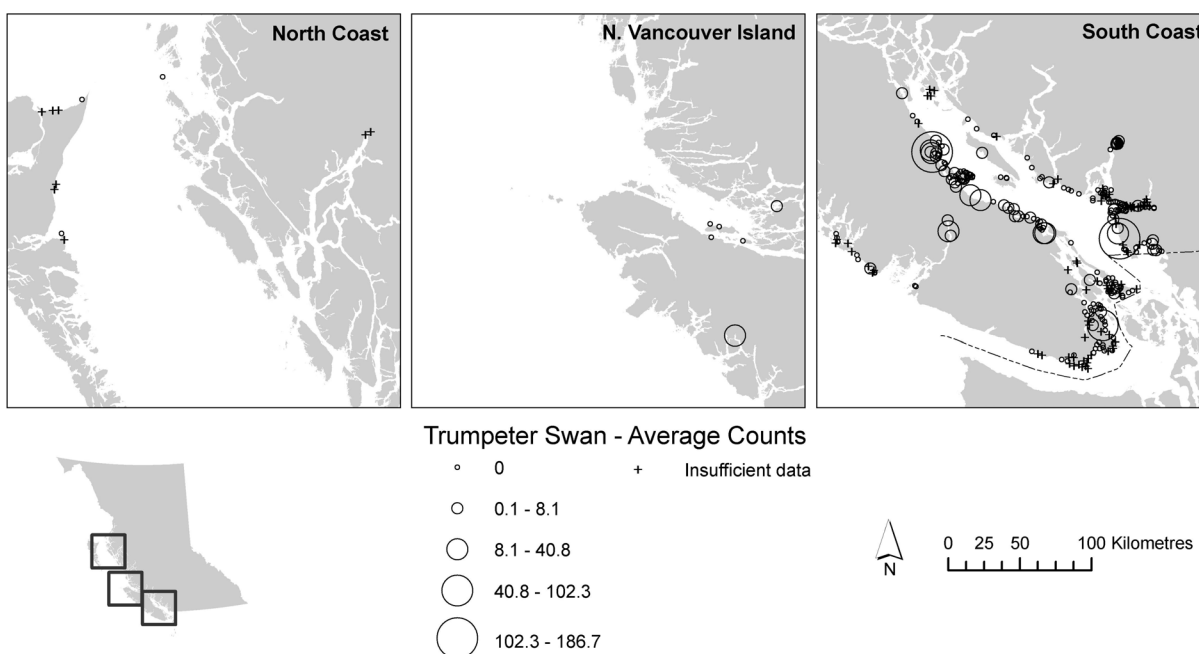 North Coast
N. Vancouver Island
South Coast
Trumpeter Swan - Average Counts
0
Insufficient data
0.1 - 8.1
8.1 - 40.8
40.8 - 102.3
102.3 - 186.7
N
0 25 50 100 Kilometres